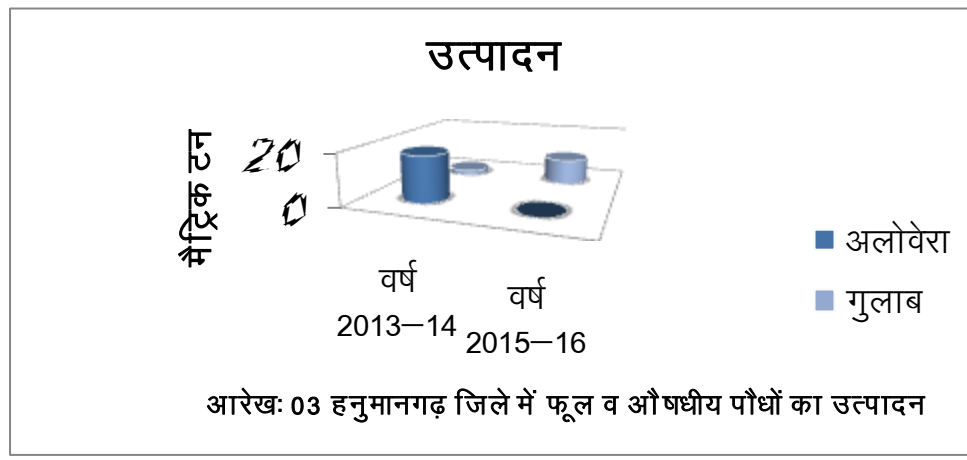 उत्पादन
मैट्रिक टन
20
0
वर्ष
2013–14
वर्ष
2015–16
अलोवेरा
गुलाब
आरेखः 03 हनुमानगढ़ जिले में फूल व औषधीय पौधों का उत्पादन